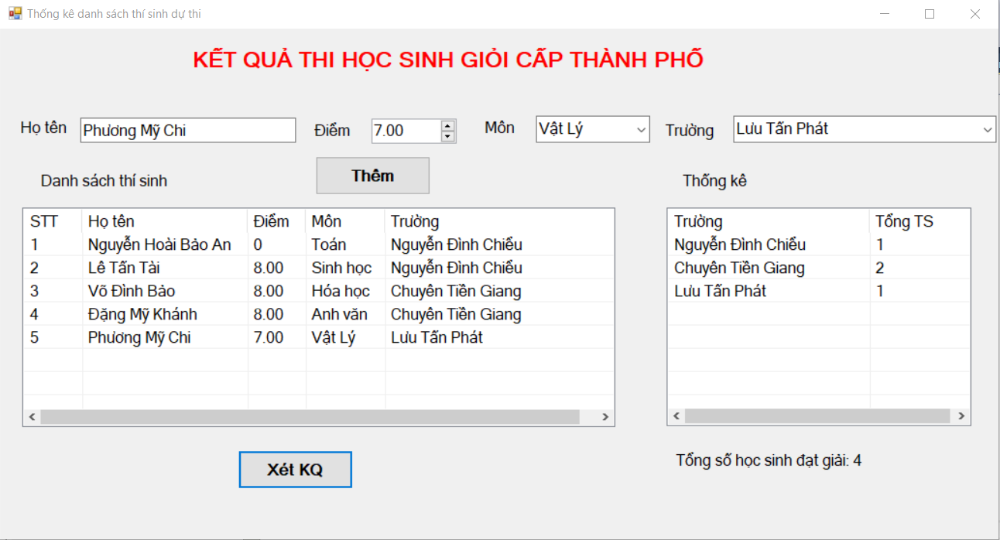 Thống kê danh sách thí sinh dự thi
KẾT QUẢ THI HỌC SINH GIỎI CẤP THÀNH PHỐ
Họ tên Phương Mỹ Chi Điểm 7.00 Môn Vật Lý Trường Lưu Tấn Phát
Thêm
Danh sách thí sinh Thống kê
STT Họ tên Điểm Môn Trường
1 Nguyễn Hoài Bảo An 0 Toán Nguyễn Đình Chiểu
2 Lê Tấn Tài 8.00 Sinh học Nguyễn Đình Chiểu
3 Võ Đình Bảo 8.00 Hóa học Chuyên Tiền Giang
4 Đặng Mỹ Khánh 8.00 Anh văn Chuyên Tiền Giang
5 Phương Mỹ Chi 7.00 Vật Lý Lưu Tấn Phát
Trường Tổng TS
Nguyễn Đình Chiểu 1
Chuyên Tiền Giang 2
Lưu Tấn Phát 1
Xét KQ
Tổng số học sinh đạt giải: 4